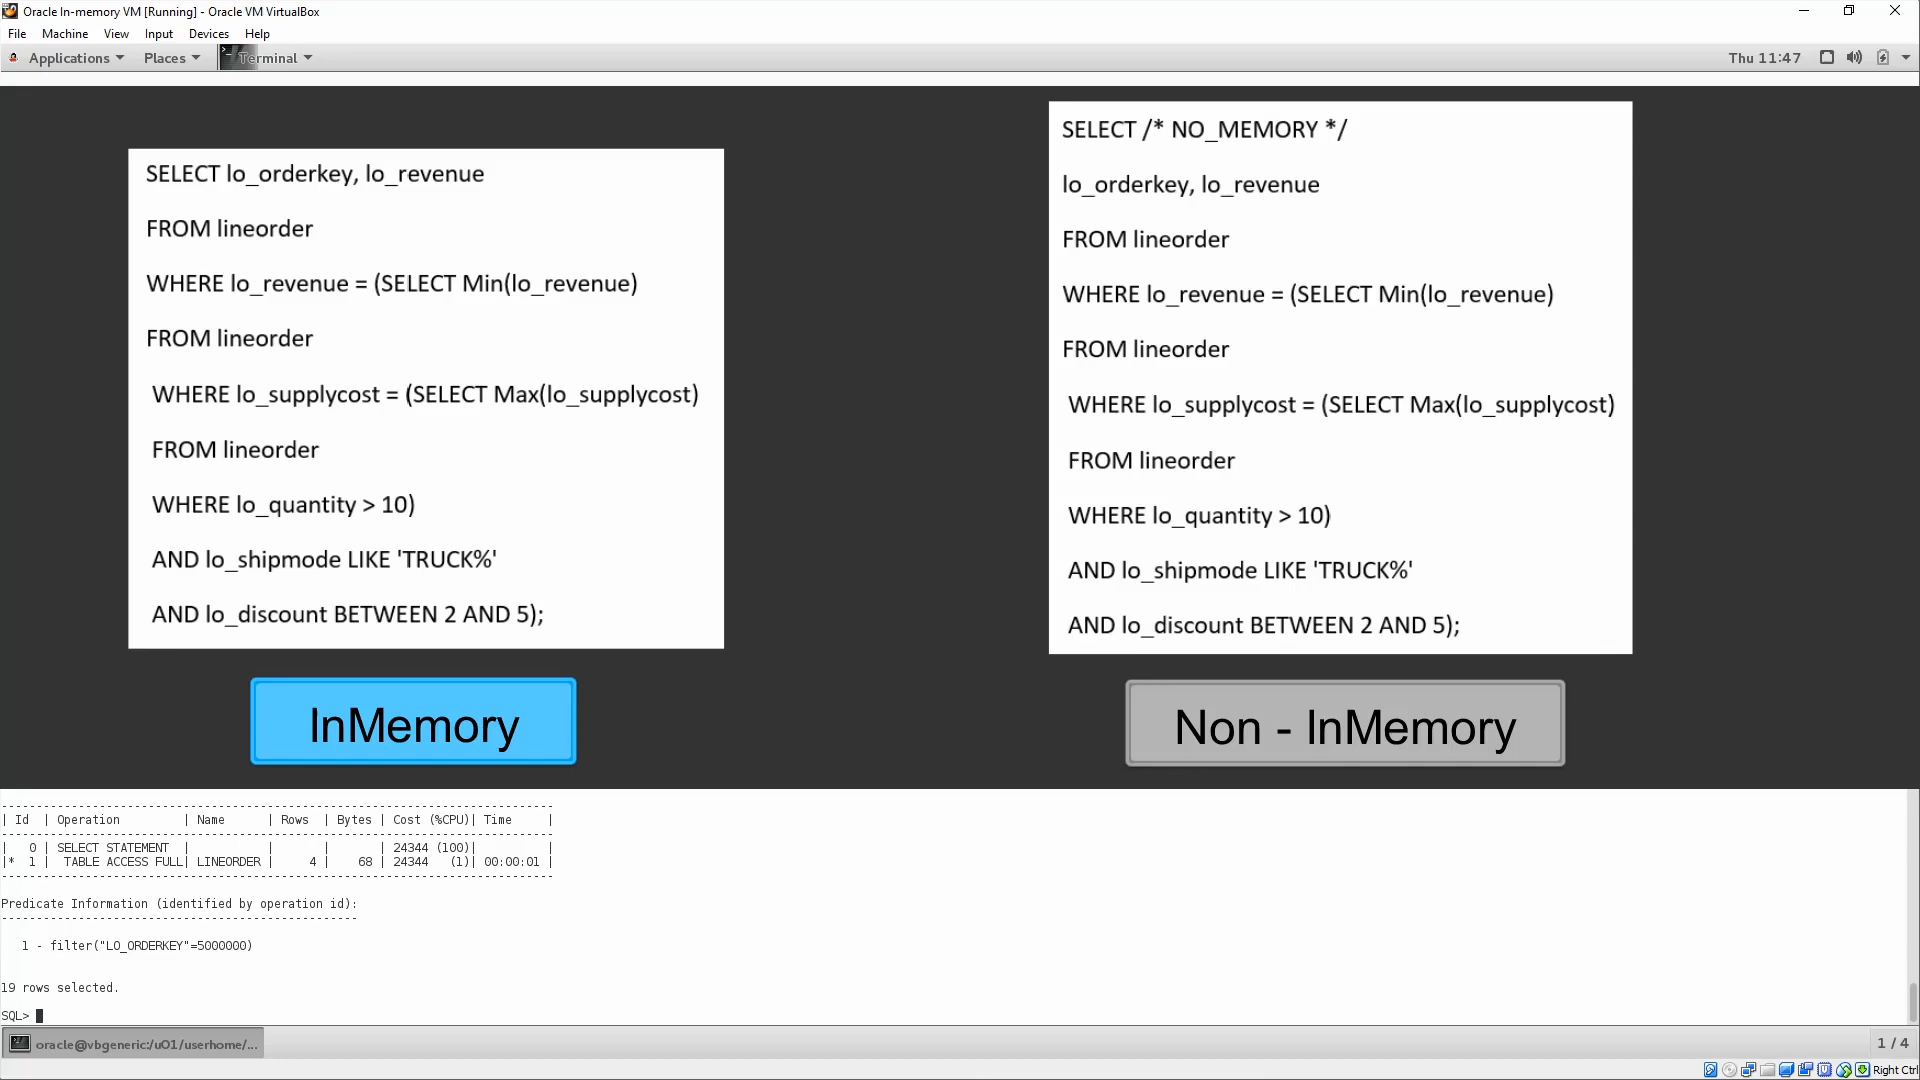 Oracle In-memory VM [Running] - Oracle VM VirtualBox
File Machine View Input Devices Help
Applications Places Terminal Thu 11:47
SELECT lo_orderkey, lo_revenue
FROM lineorder
WHERE lo_revenue = (SELECT Min(lo_revenue)
FROM lineorder
WHERE lo_supplycost = (SELECT Max(lo_supplycost)
FROM lineorder
WHERE lo_quantity > 10)
AND lo_shipmode LIKE 'TRUCK%'
AND lo_discount BETWEEN 2 AND 5);
InMemory
SELECT /* NO_MEMORY */
lo_orderkey, lo_revenue
FROM lineorder
WHERE lo_revenue = (SELECT Min(lo_revenue)
FROM lineorder
WHERE lo_supplycost = (SELECT Max(lo_supplycost)
FROM lineorder
WHERE lo_quantity > 10)
AND lo_shipmode LIKE 'TRUCK%'
AND lo_discount BETWEEN 2 AND 5);
Non - InMemory
| Id | Operation | Name | Rows | Bytes | Cost (%CPU)| Time |
| 0 | SELECT STATEMENT | | | | 24344 (100)| |
|* 1 | TABLE ACCESS FULL| LINEORDER | 4 | 68 | 24344 (1)| 00:00:01 |
Predicate Information (identified by operation id):
1 - filter("LO_ORDERKEY"=5000000)
19 rows selected.
SQL>
oracle@vbgeneric:/u01/userhome/... 1 / 4
Right Ctrl